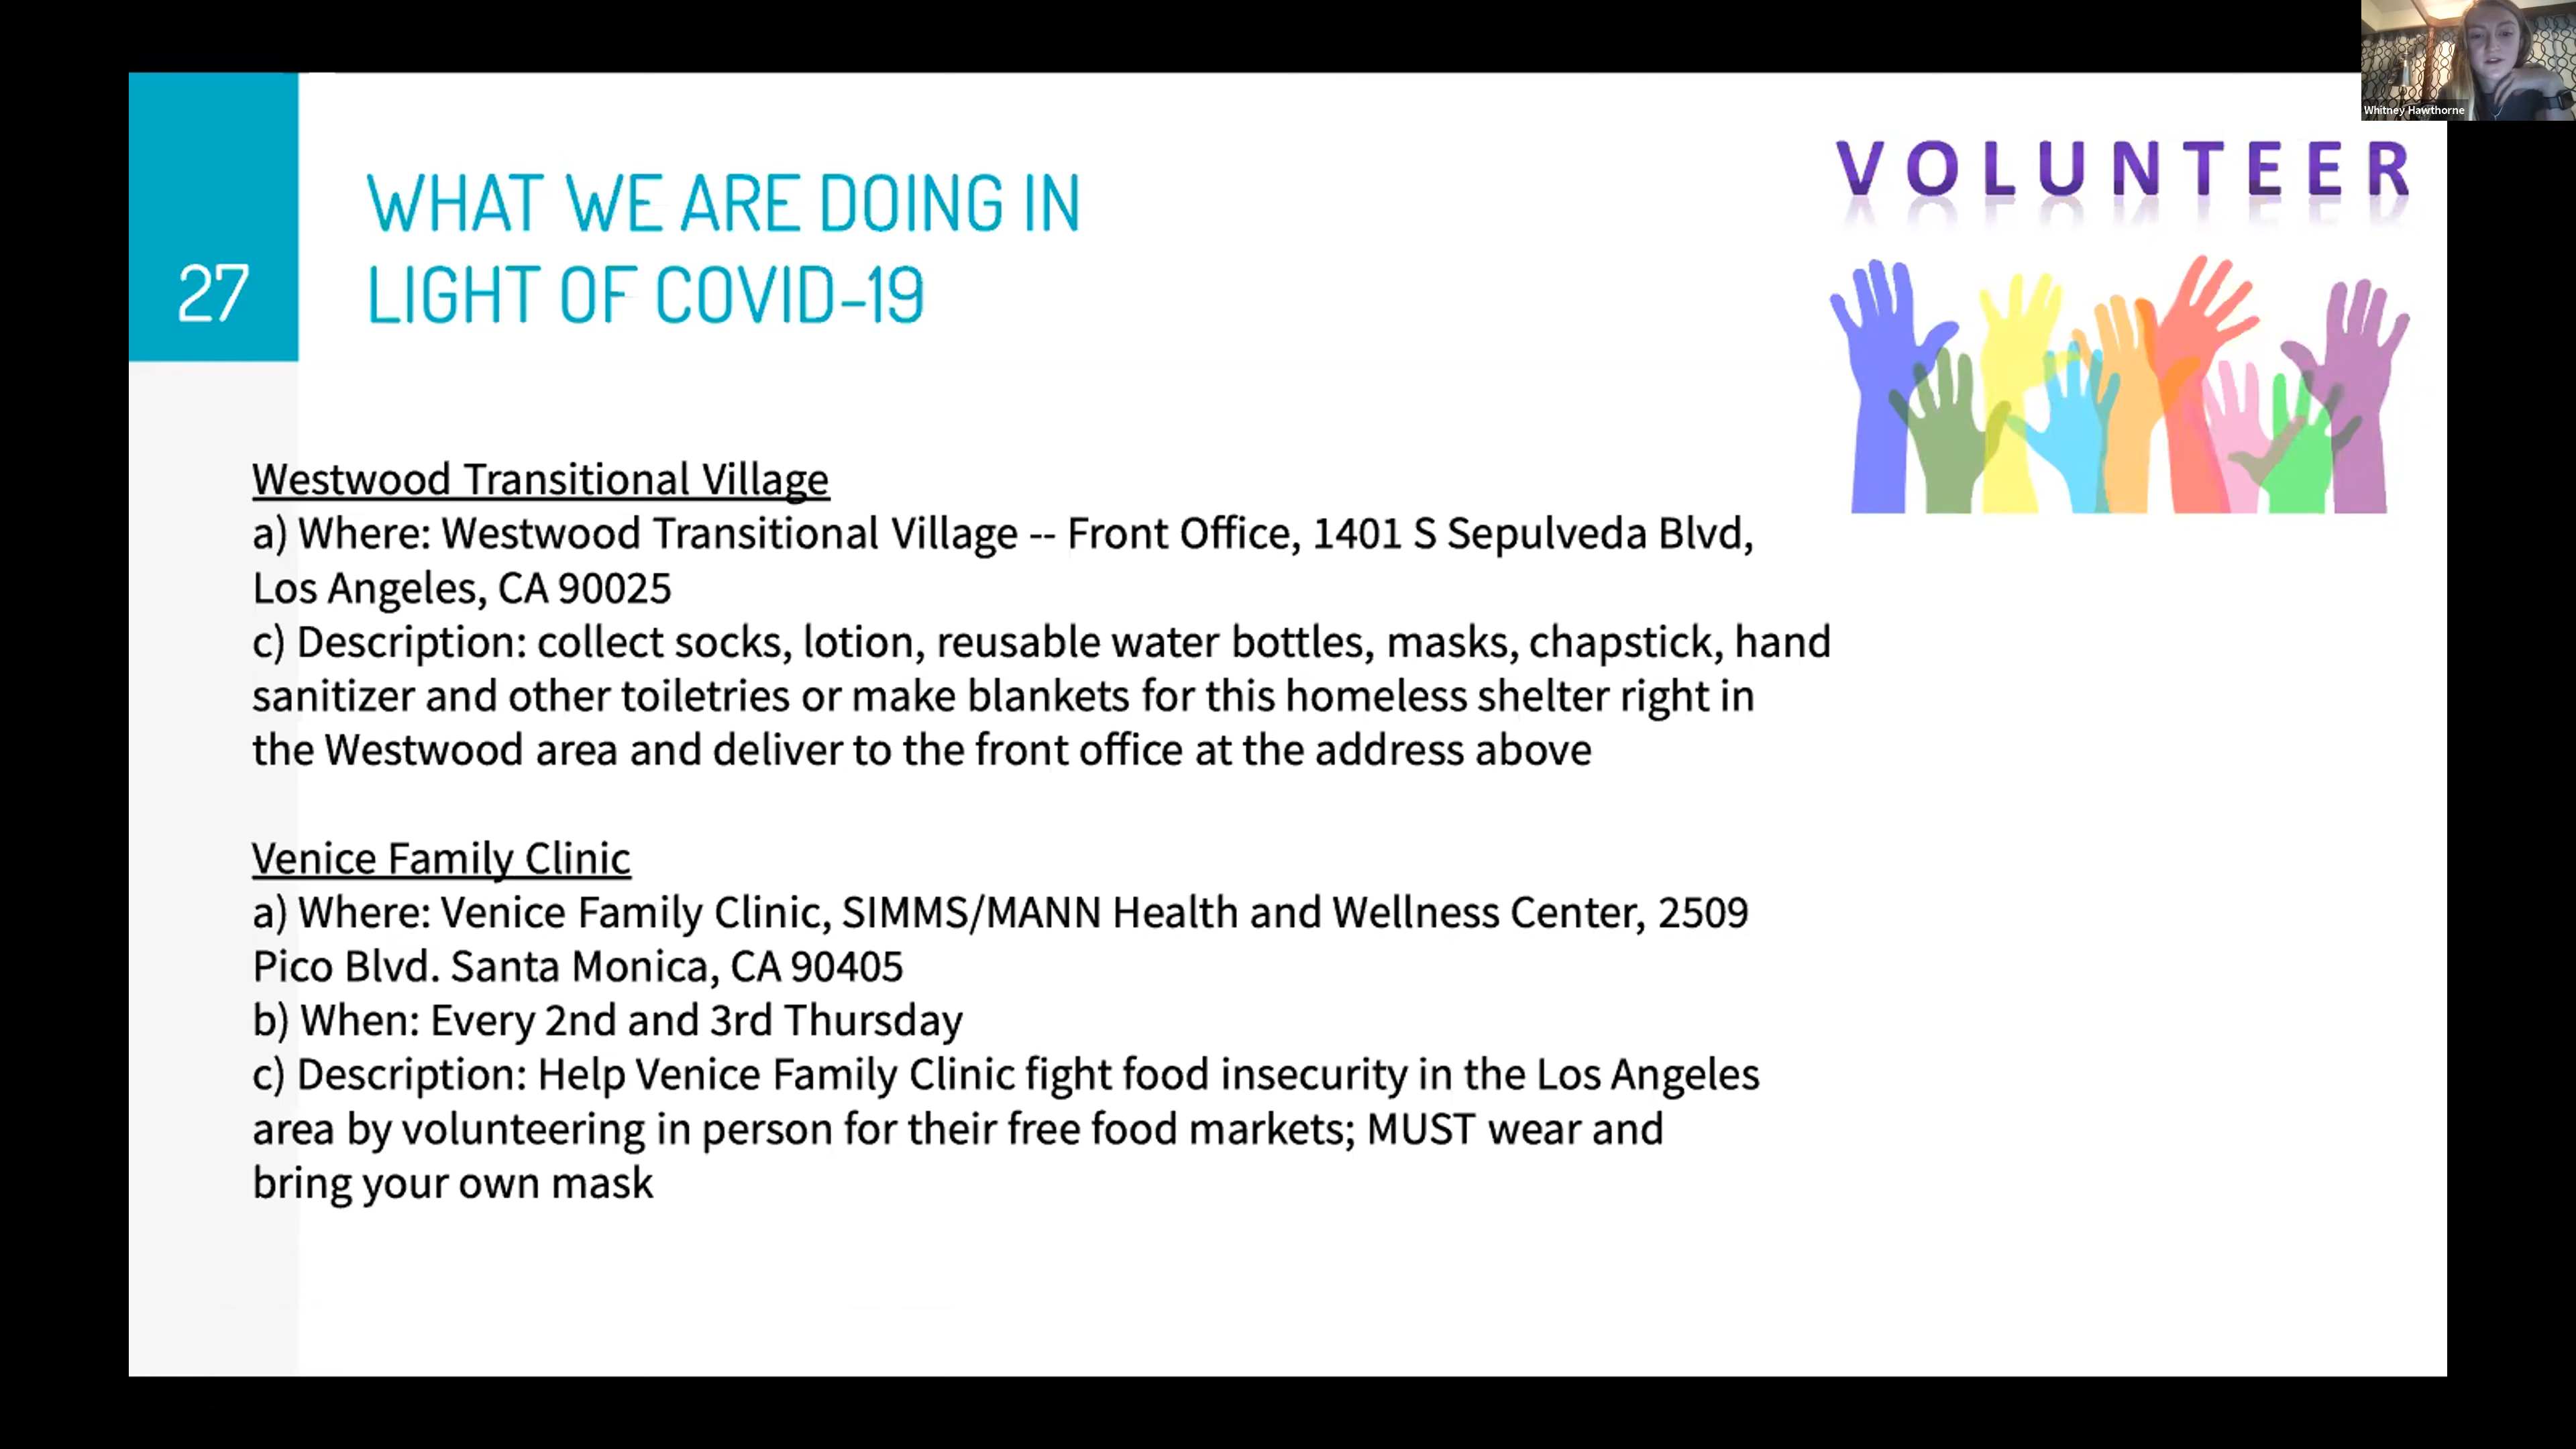 Whitney Hawthorne
VOLUNTEER
27
WHAT WE ARE DOING IN
LIGHT OF COVID-19
Westwood Transitional Village
a) Where: Westwood Transitional Village -- Front Office, 1401 S Sepulveda Blvd,
Los Angeles, CA 90025
c) Description: collect socks, lotion, reusable water bottles, masks, chapstick, hand
sanitizer and other toiletries or make blankets for this homeless shelter right in
the Westwood area and deliver to the front office at the address above
Venice Family Clinic
a) Where: Venice Family Clinic, SIMMS/MANN Health and Wellness Center, 2509
Pico Blvd. Santa Monica, CA 90405
b) When: Every 2nd and 3rd Thursday
c) Description: Help Venice Family Clinic fight food insecurity in the Los Angeles
area by volunteering in person for their free food markets; MUST wear and
bring your own mask